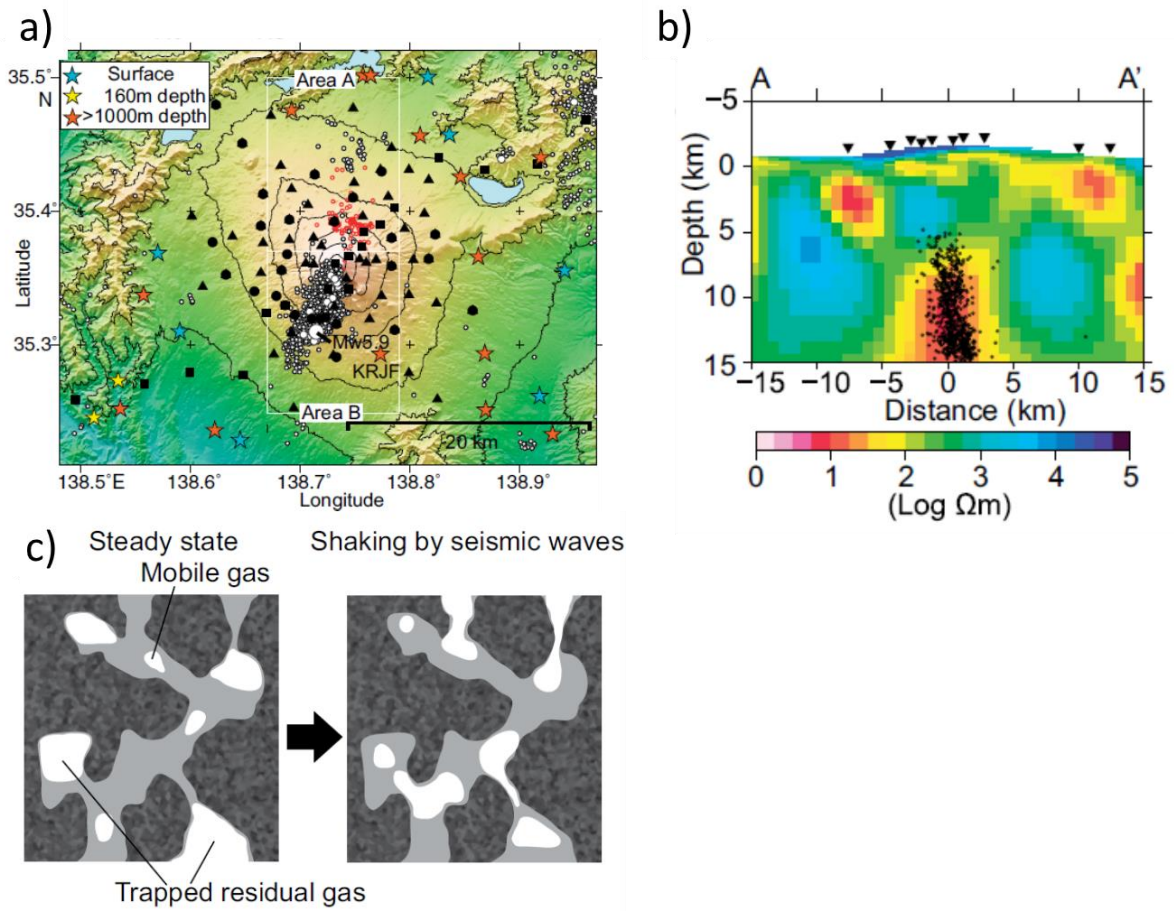 a)
35.5°
N
35.4°
35.3°
Latitude
Surface
160m depth
>1000m depth
Area A
Mw5.9
KRJF
Area B
20 km
138.5°E
138.6°
138.7°
138.8°
138.9°
Longitude
b)
A
A’
−5
0
5
10
15
Depth (km)
−15
−10
−5
0
5
10
15
Distance (km)
0
1
2
3
4
5
(Log Ωm)
c)
Steady state
Mobile gas
Shaking by seismic waves
Trapped residual gas